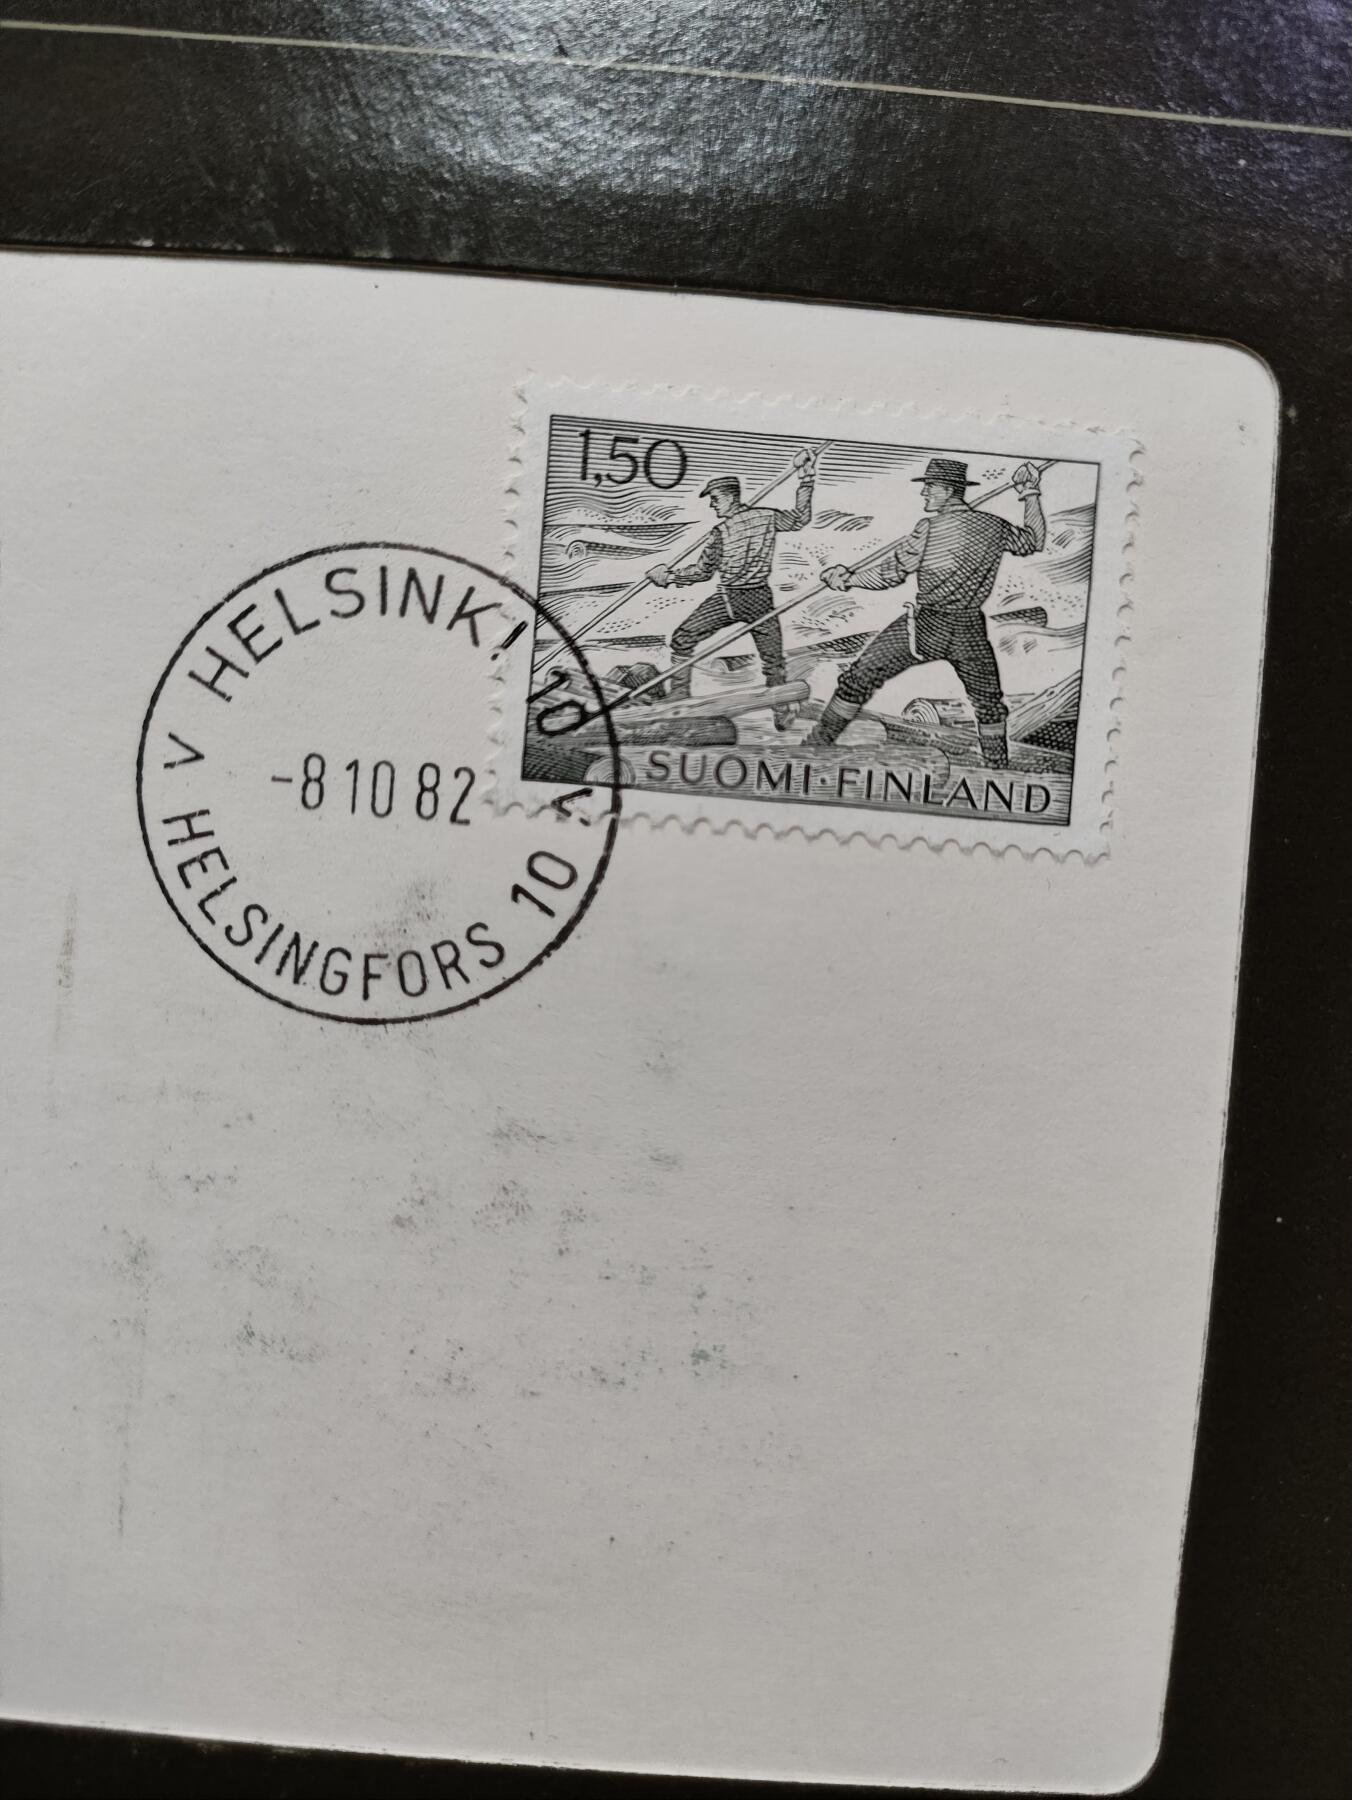 1,50
SUOMI·FINLAND
HELSINKI 10
V
-8 10 82
V
HELSINGFORS 10